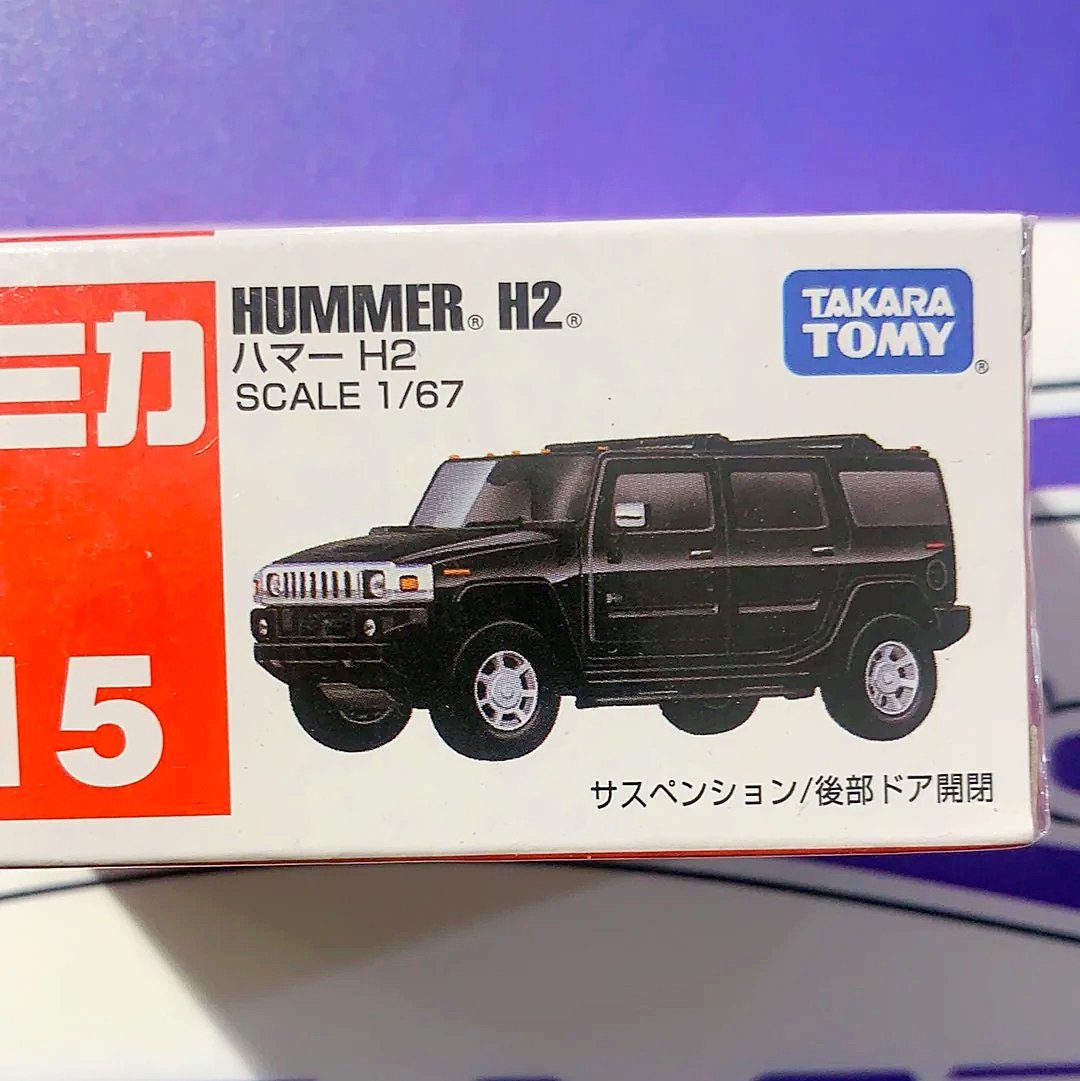 ミカ
15
HUMMER® H2®
ハマー H2
SCALE 1/67
TAKARA
TOMY®
サスペンション/後部ドア開閉